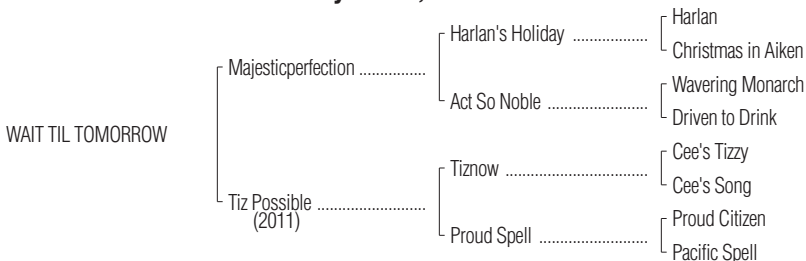 Harlan
Harlan's Holiday ..................
Christmas in Aiken
Majesticperfection ................
Wavering Monarch
Act So Noble ........................
Driven to Drink
WAIT TIL TOMORROW
Cee's Tizzy
Tiznow ..................................
Cee's Song
Tiz Possible ..........................
(2011)
Proud Citizen
Proud Spell ..........................
Pacific Spell